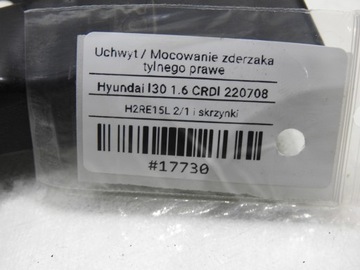 Uchwyt / Mocowanie zderzaka
tylnego prawe
Hyundai I30 1.6 CRDI 220708
H2RE15L 2/1 i skrzynki
#17730